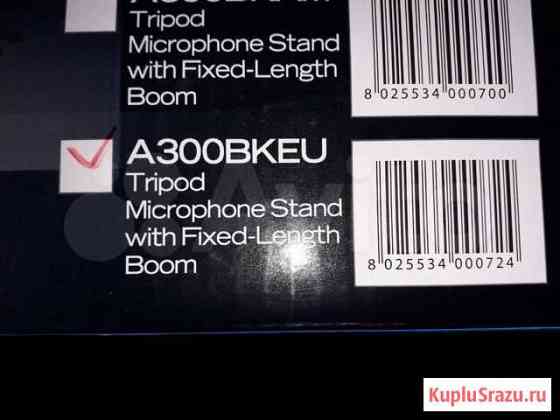 Tripod
Microphone Stand
with Fixed-Length
Boom
8 025534 000700
A300BKEU
Tripod
Microphone Stand
with Fixed-Length
Boom
8 025534 000724
Avito
KupluSrazu.ru